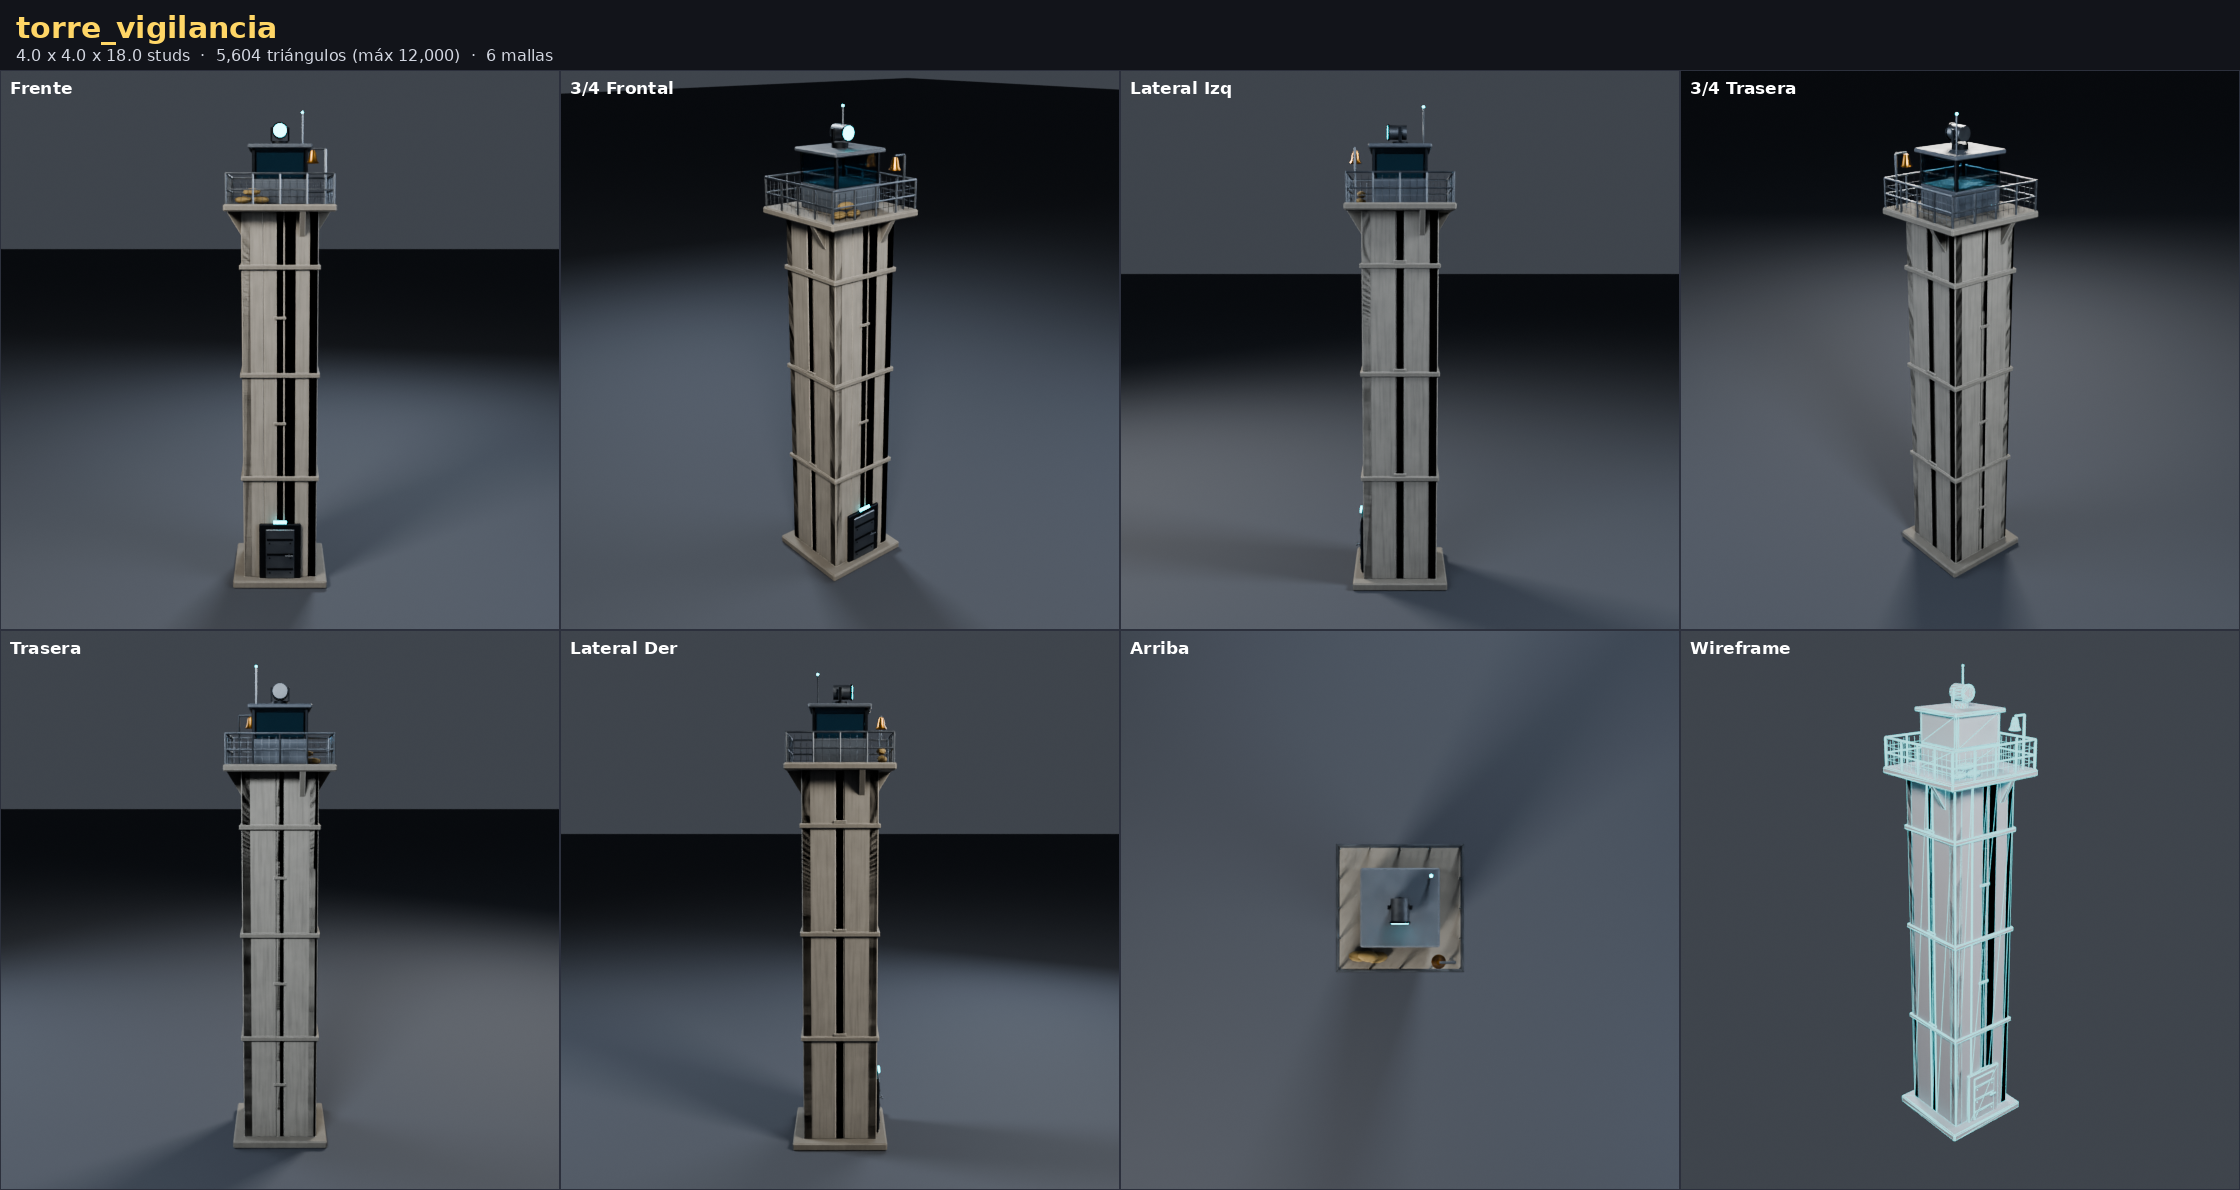 torre_vigilancia
4.0 x 4.0 x 18.0 studs · 5,604 triángulos (máx 12,000) · 6 mallas
Frente
3/4 Frontal
Lateral Izq
3/4 Trasera
Trasera
Lateral Der
Arriba
Wireframe